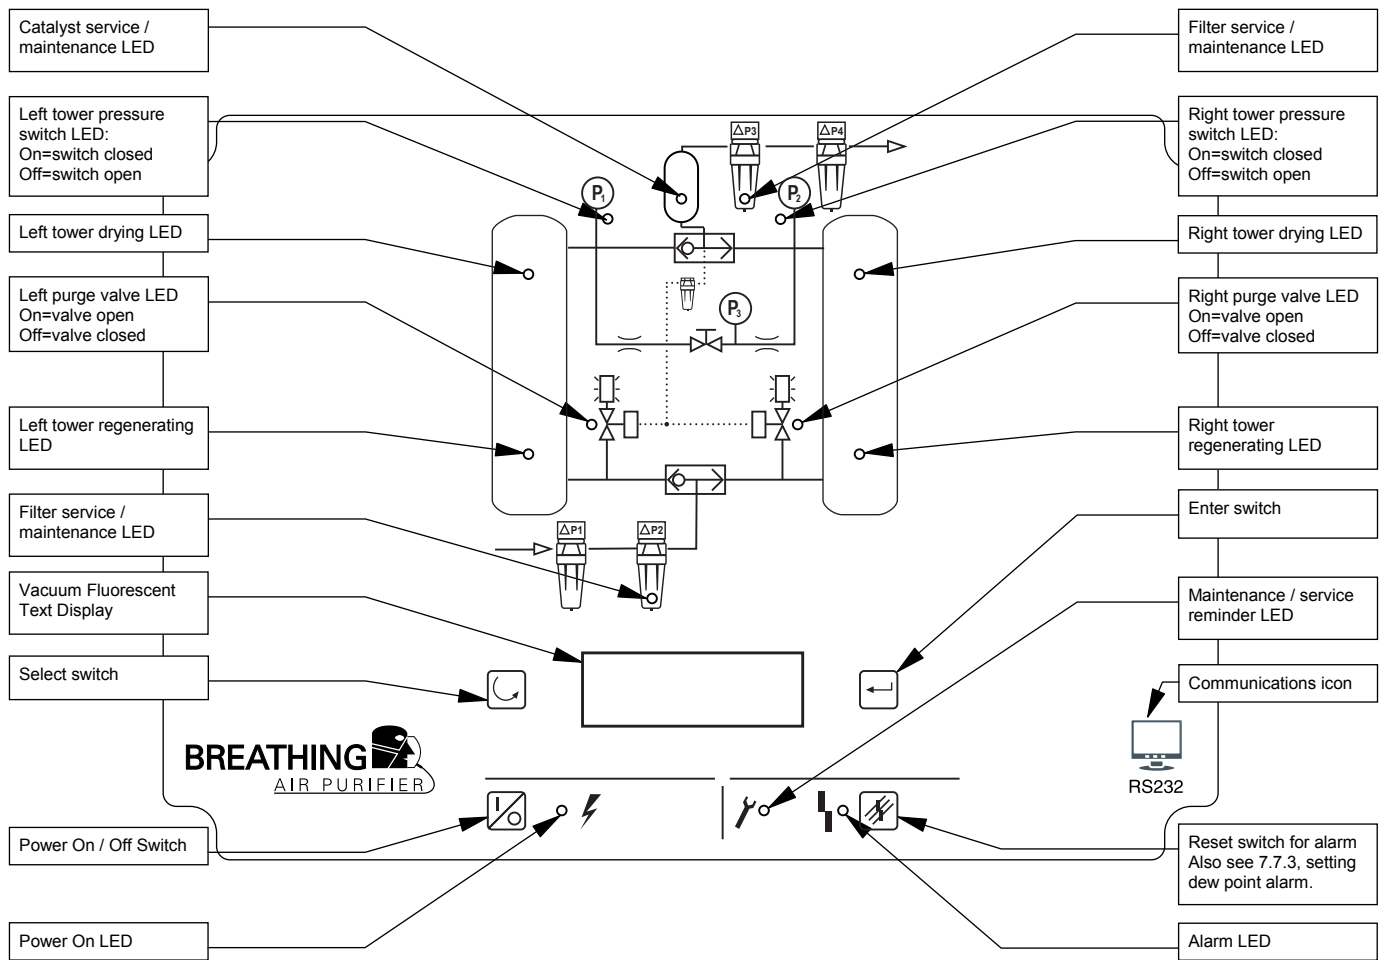 Catalyst service /
maintenance LED
Left tower pressure
switch LED:
On=switch closed
Off=switch open
Left tower drying LED
Left purge valve LED
On=valve open
Off=valve closed
Left tower regenerating
LED
Filter service /
maintenance LED
Vacuum Fluorescent
Text Display
Select switch
Power On / Off Switch
Power On LED
△P3
△P4
P1
P2
P3
△P1
△P2
BREATHING
AIR PURIFIER
I
O
Filter service /
maintenance LED
Right tower pressure
switch LED:
On=switch closed
Off=switch open
Right tower drying LED
Right purge valve LED
On=valve open
Off=valve closed
Right tower
regenerating LED
Enter switch
Maintenance / service
reminder LED
Communications icon
RS232
Reset switch for alarm
Also see 7.7.3, setting
dew point alarm.
Alarm LED